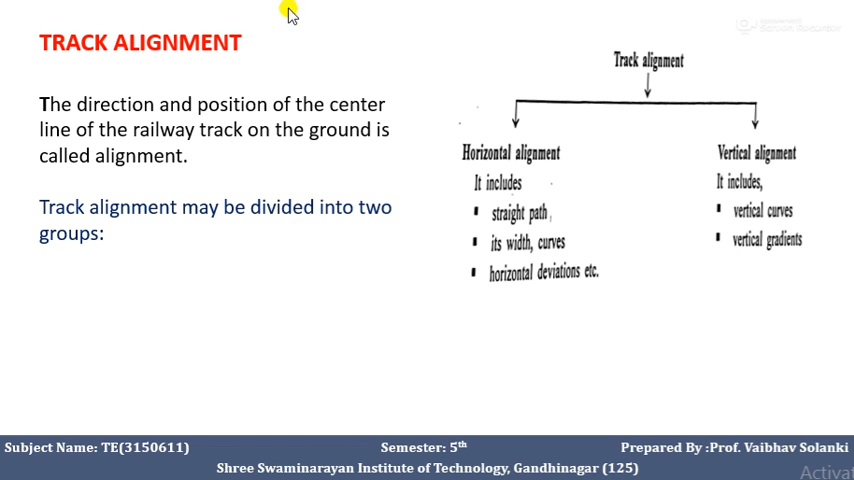 TRACK ALIGNMENT
The direction and position of the center
line of the railway track on the ground is
called alignment.
Track alignment may be divided into two
groups:
Track alignment
Horizontal alignment
It includes
straight path,
its width, curves
horizontal deviations etc.
Vertical alignment
It includes,
vertical curves
vertical gradients
Subject Name: TE(3150611)
Semester: 5th
Prepared By :Prof. Vaibhav Solanki
Shree Swaminarayan Institute of Technology, Gandhinagar (125)
Activat